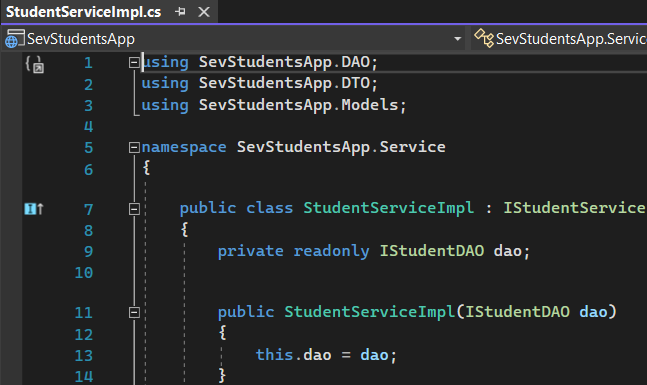 StudentServiceImpl.cs
SevStudentsApp
SevStudentsApp.Service
1 using SevStudentsApp.DAO;
2 using SevStudentsApp.DTO;
3 using SevStudentsApp.Models;
4
5 namespace SevStudentsApp.Service
6 {
7 public class StudentServiceImpl : IStudentService
8 {
9 private readonly IStudentDAO dao;
10
11 public StudentServiceImpl(IStudentDAO dao)
12 {
13 this.dao = dao;
14 }